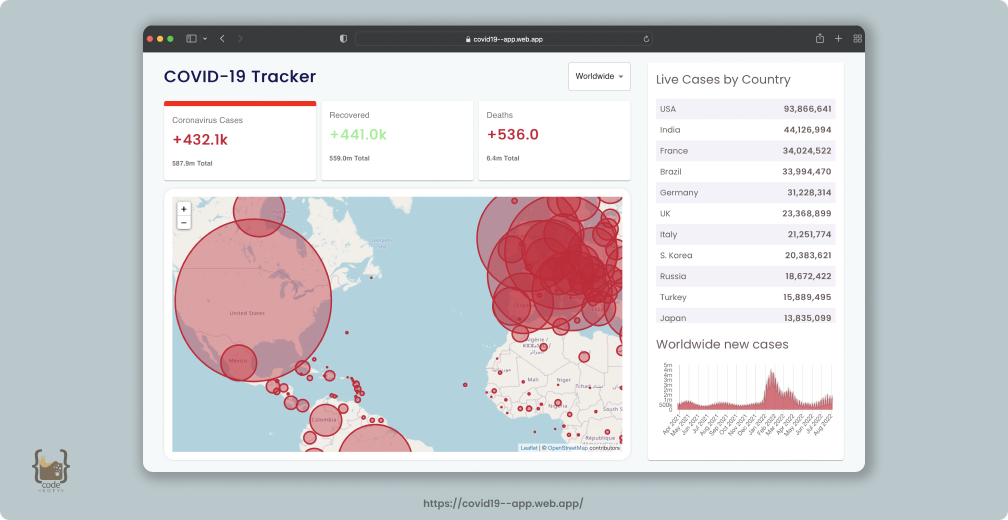 covid19--app.web.app
COVID-19 Tracker
Worldwide
Coronavirus Cases
+432.1k
587.9m Total
Recovered
+441.0k
559.0m Total
Deaths
+536.0
6.4m Total
+
−
United States
Mexico
Colombia
Algérie /
Mali
Niger
Nigeria
South S
République
Leaflet | © OpenStreetMap contributors
Live Cases by Country
USA 93,866,641
India 44,126,994
France 34,024,522
Brazil 33,994,470
Germany 31,228,314
UK 23,368,899
Italy 21,251,774
S. Korea 20,383,621
Russia 18,672,422
Turkey 15,889,495
Japan 13,835,099
Worldwide new cases
5m
4m
4m
3m
3m
2m
2m
1m
500k
0
Apr 2021
May 2021
Jun 2021
Jul 2021
Aug 2021
Sep 2021
Oct 2021
Nov 2021
Dec 2021
Jan 2022
Feb 2022
Mar 2022
Apr 2022
May 2022
Jun 2022
Jul 2022
Aug 2022
code
https://covid19--app.web.app/